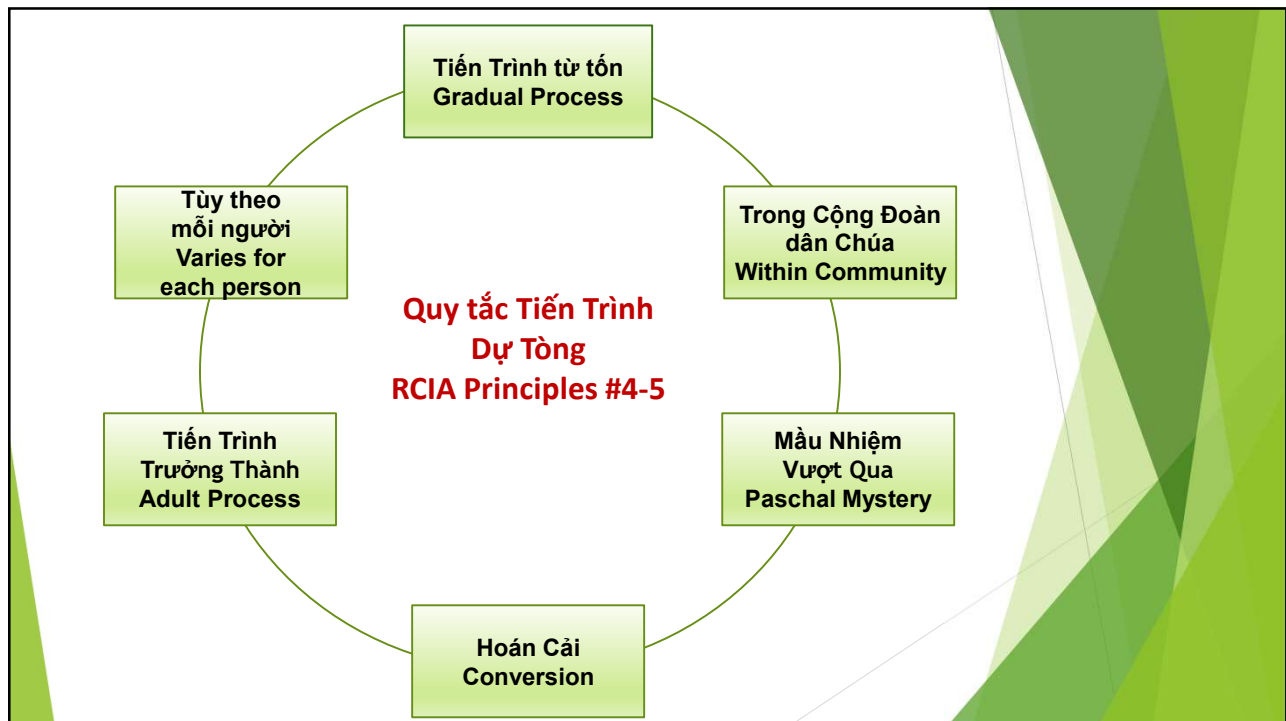 Tiến Trình từ tốn
Gradual Process
Tùy theo
mỗi người
Varies for
each person
Trong Cộng Đoàn
dân Chúa
Within Community
Quy tắc Tiến Trình
Dự Tòng
RCIA Principles #4-5
Tiến Trình
Trưởng Thành
Adult Process
Mầu Nhiệm
Vượt Qua
Paschal Mystery
Hoán Cải
Conversion